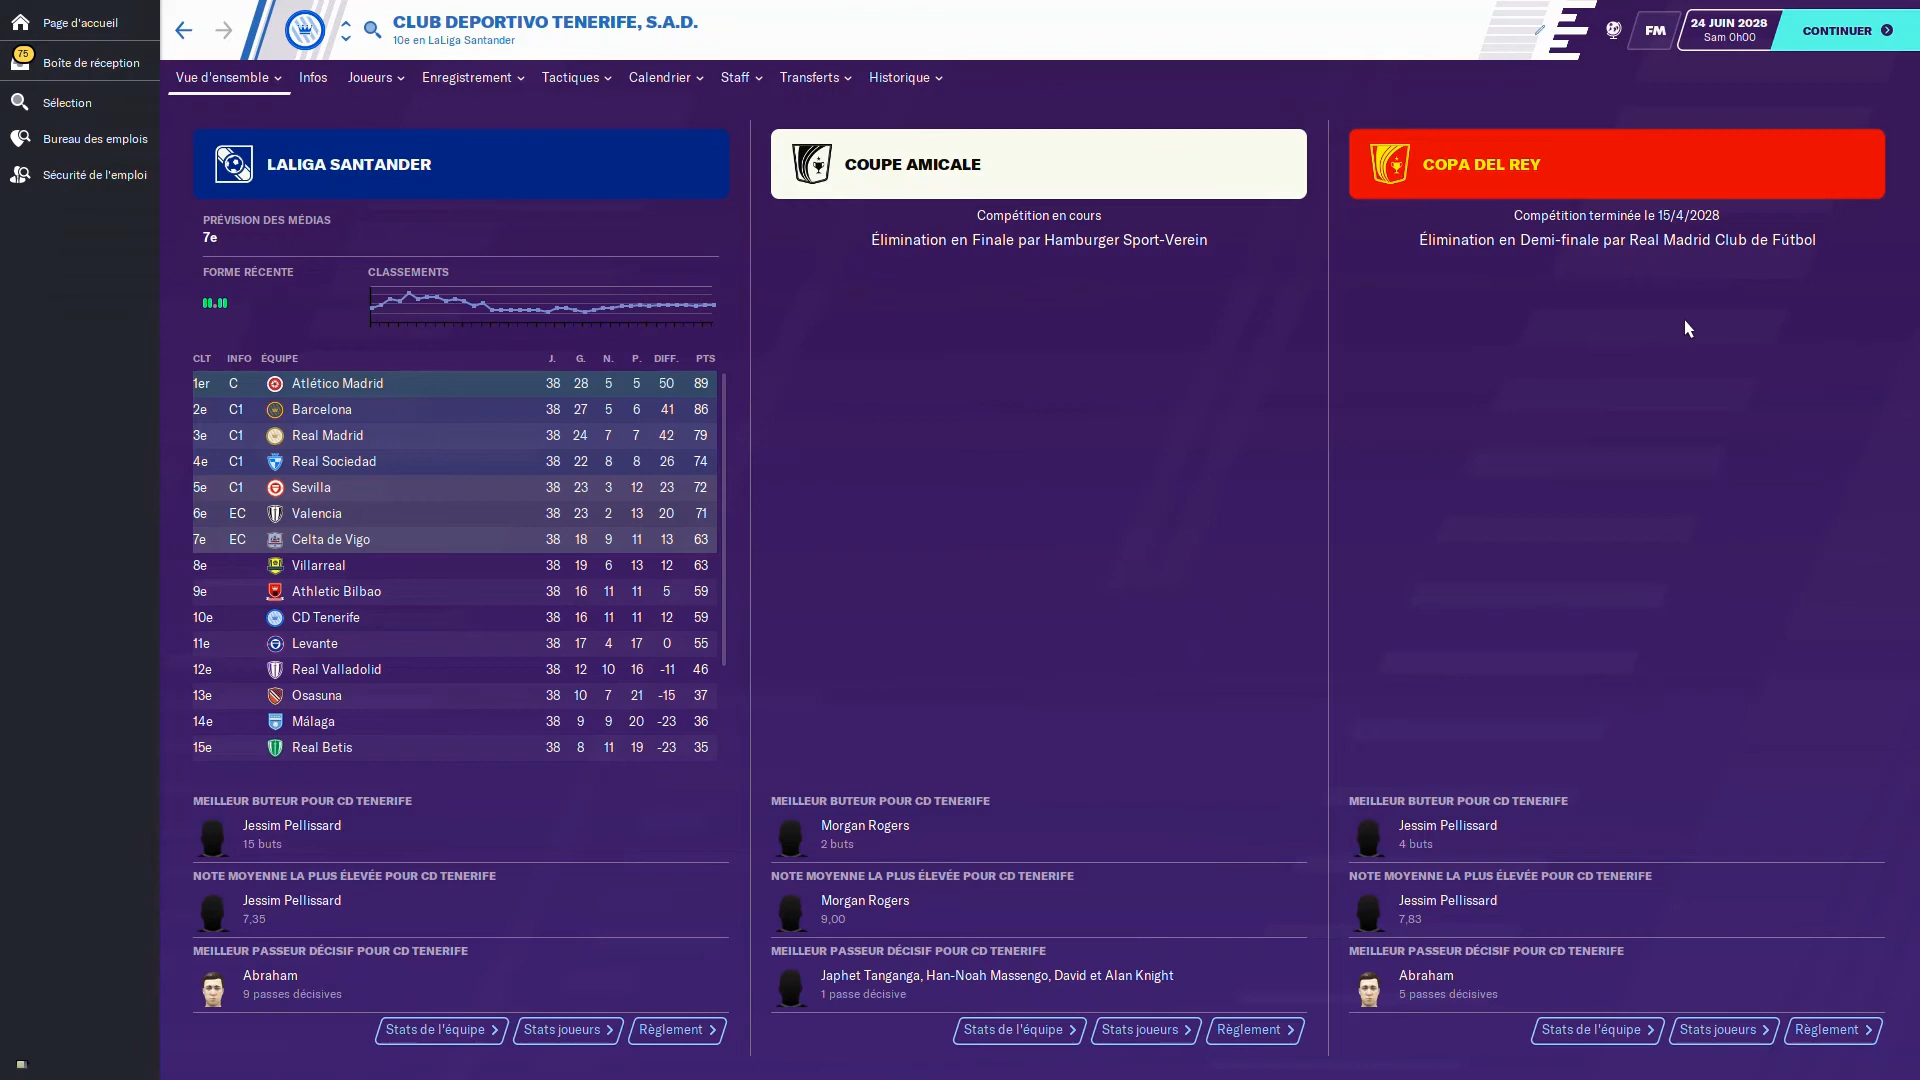 Page d'accueil
75
Boîte de réception
Sélection
Bureau des emplois
Sécurité de l'emploi
CLUB DEPORTIVO TENERIFE, S.A.D.
10e en LaLiga Santander
FM
24 JUIN 2028
Sam 0h00
CONTINUER
Vue d'ensemble Infos Joueurs Enregistrement Tactiques Calendrier Staff Transferts Historique
LALIGA SANTANDER
PRÉVISION DES MÉDIAS
7e
FORME RÉCENTE CLASSEMENTS
CLT INFO ÉQUIPE J. G. N. P. DIFF. PTS
1er C Atlético Madrid 38 28 5 5 50 89
2e C1 Barcelona 38 27 5 6 41 86
3e C1 Real Madrid 38 24 7 7 42 79
4e C1 Real Sociedad 38 22 8 8 26 74
5e C1 Sevilla 38 23 3 12 23 72
6e EC Valencia 38 23 2 13 20 71
7e EC Celta de Vigo 38 18 9 11 13 63
8e Villarreal 38 19 6 13 12 63
9e Athletic Bilbao 38 16 11 11 5 59
10e CD Tenerife 38 16 11 11 12 59
11e Levante 38 17 4 17 0 55
12e Real Valladolid 38 12 10 16 -11 46
13e Osasuna 38 10 7 21 -15 37
14e Málaga 38 9 9 20 -23 36
15e Real Betis 38 8 11 19 -23 35
MEILLEUR BUTEUR POUR CD TENERIFE
Jessim Pellissard
15 buts
NOTE MOYENNE LA PLUS ÉLEVÉE POUR CD TENERIFE
Jessim Pellissard
7,35
MEILLEUR PASSEUR DÉCISIF POUR CD TENERIFE
Abraham
9 passes décisives
Stats de l'équipe Stats joueurs Règlement
COUPE AMICALE
Compétition en cours
Élimination en Finale par Hamburger Sport-Verein
MEILLEUR BUTEUR POUR CD TENERIFE
Morgan Rogers
2 buts
NOTE MOYENNE LA PLUS ÉLEVÉE POUR CD TENERIFE
Morgan Rogers
9,00
MEILLEUR PASSEUR DÉCISIF POUR CD TENERIFE
Japhet Tanganga, Han-Noah Massengo, David et Alan Knight
1 passe décisive
Stats de l'équipe Stats joueurs Règlement
COPA DEL REY
Compétition terminée le 15/4/2028
Élimination en Demi-finale par Real Madrid Club de Fútbol
MEILLEUR BUTEUR POUR CD TENERIFE
Jessim Pellissard
4 buts
NOTE MOYENNE LA PLUS ÉLEVÉE POUR CD TENERIFE
Jessim Pellissard
7,83
MEILLEUR PASSEUR DÉCISIF POUR CD TENERIFE
Abraham
5 passes décisives
Stats de l'équipe Stats joueurs Règlement